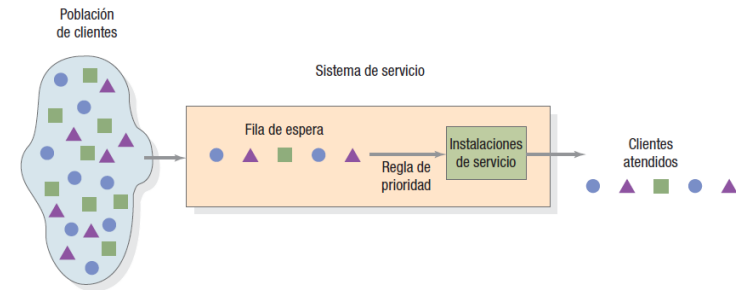 Población
de clientes
Sistema de servicio
Fila de espera
Regla de
prioridad
Instalaciones
de servicio
Clientes
atendidos